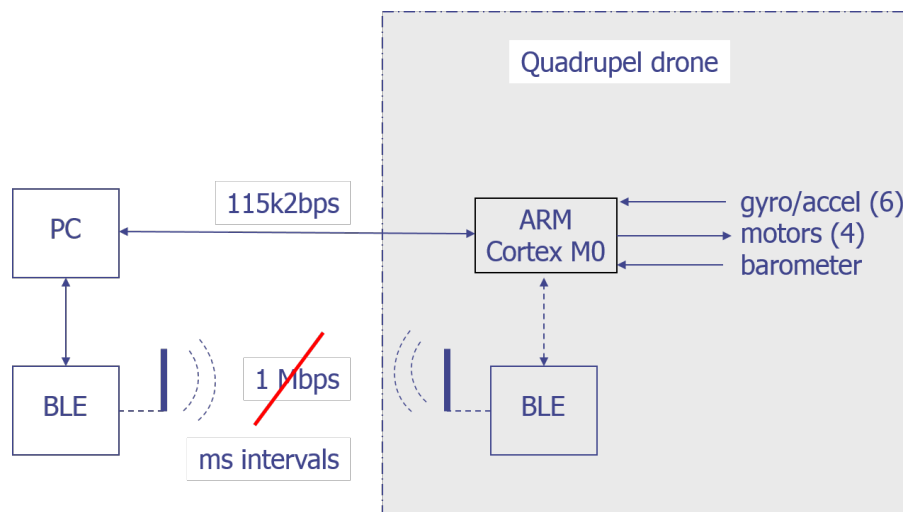 Quadrupel drone
115k2bps
PC
ARM
Cortex M0
gyro/accel (6)
motors (4)
barometer
BLE
1 Mbps
ms intervals
BLE